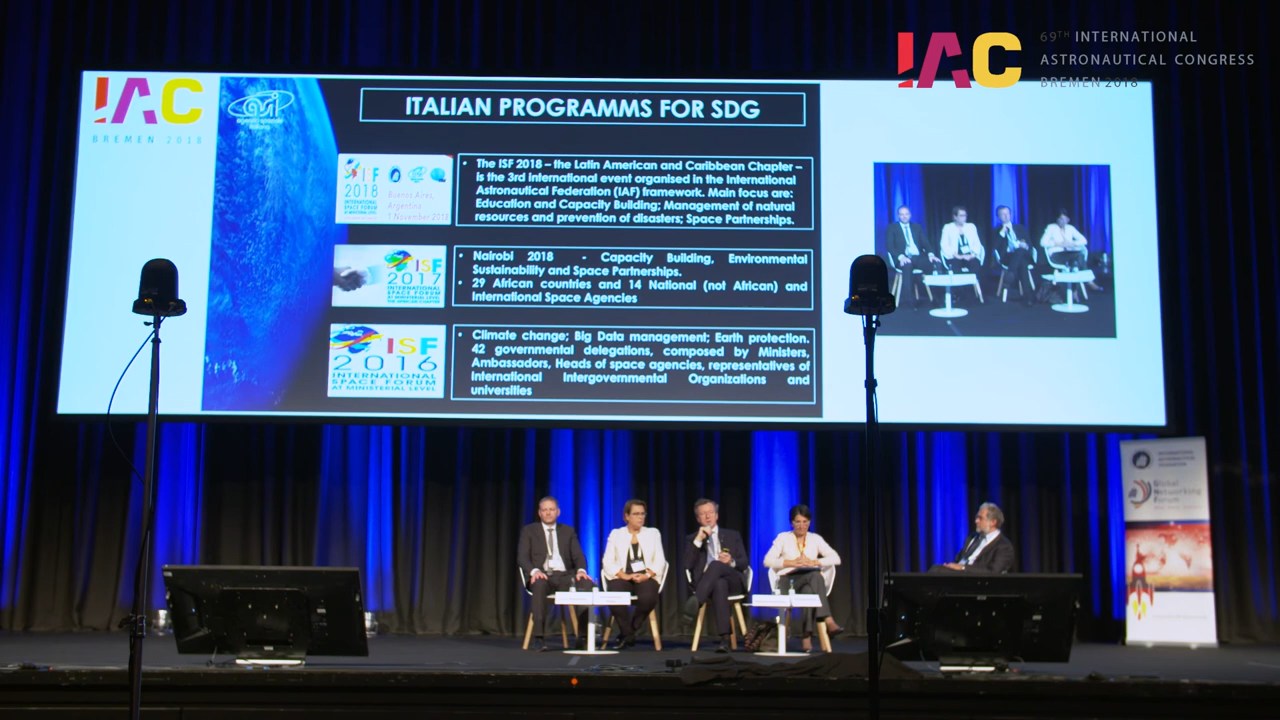 IAC
69TH INTERNATIONAL
ASTRONAUTICAL CONGRESS
BREMEN 2018
IAC
BREMEN 2018
ITALIAN PROGRAMMS FOR SDG
ISF
2018
INTERNATIONAL
SPACE FORUM
Buenos Aires,
Argentina
1 November 2018
• The ISF 2018 – the Latin American and Caribbean Chapter –
is the 3rd international event organised in the International
Astronautical Federation (IAF) framework. Main focus are:
Education and Capacity Building; Management of natural
resources and prevention of disasters; Space Partnerships.
ISF
2017
INTERNATIONAL
SPACE FORUM
AT MINISTERIAL LEVEL
• Nairobi 2018 - Capacity Building, Environmental
Sustainability and Space Partnerships.
• 29 African countries and 14 National (not African) and
International Space Agencies
ISF
2016
INTERNATIONAL
SPACE FORUM
AT MINISTERIAL LEVEL
• Climate change; Big Data management; Earth protection.
42 governmental delegations, composed by Ministers,
Ambassadors, Heads of space agencies, representatives of
International Intergovernmental Organizations and
universities
Global
Networking
Forum